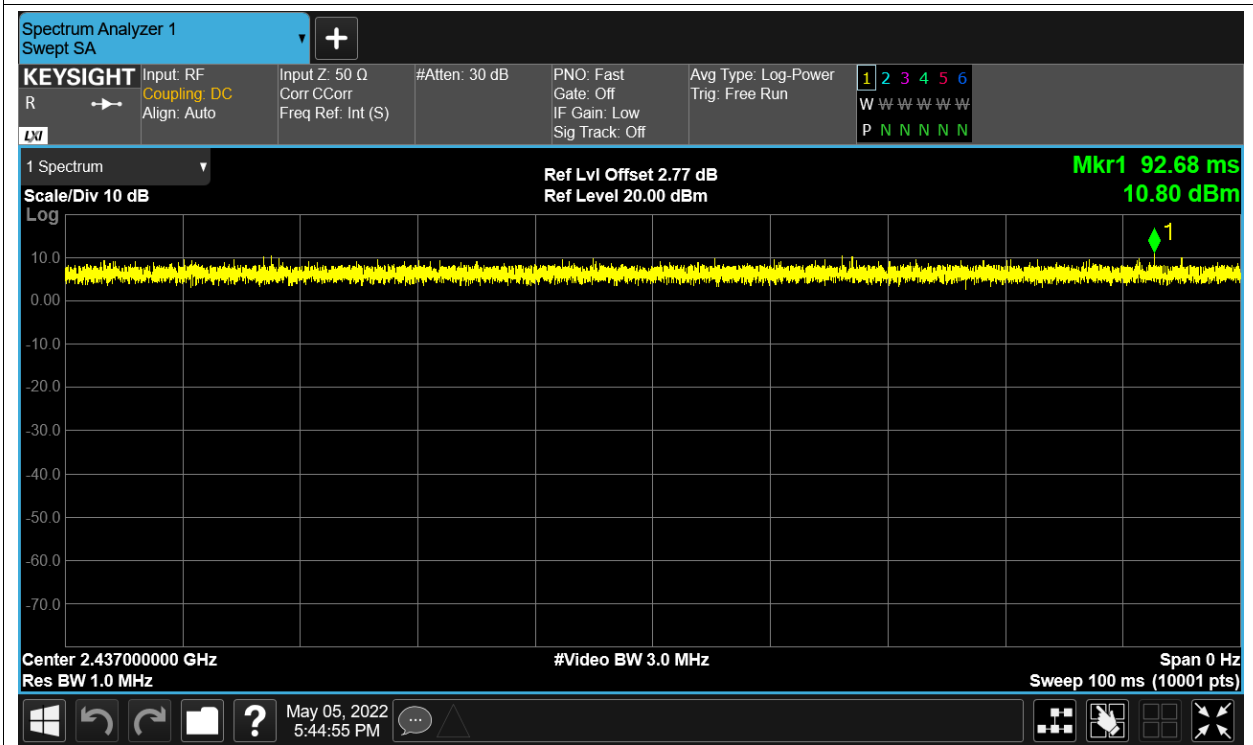 Spectrum Analyzer 1
Swept SA
▼
+
KEYSIGHT
R
LXI
Input: RF
Coupling: DC
Align: Auto
Input Z: 50 Ω
Corr CCorr
Freq Ref: Int (S)
#Atten: 30 dB
PNO: Fast
Gate: Off
IF Gain: Low
Sig Track: Off
Avg Type: Log-Power
Trig: Free Run
1 2 3 4 5 6
W W W W W W
P N N N N N
1 Spectrum ▼
Scale/Div 10 dB
Ref Lvl Offset 2.77 dB
Ref Level 20.00 dBm
Mkr1 92.68 ms
10.80 dBm
Log
1
10.0
0.00
-10.0
-20.0
-30.0
-40.0
-50.0
-60.0
-70.0
Center 2.437000000 GHz
Res BW 1.0 MHz
#Video BW 3.0 MHz
Span 0 Hz
Sweep 100 ms (10001 pts)
?
May 05, 2022
5:44:55 PM